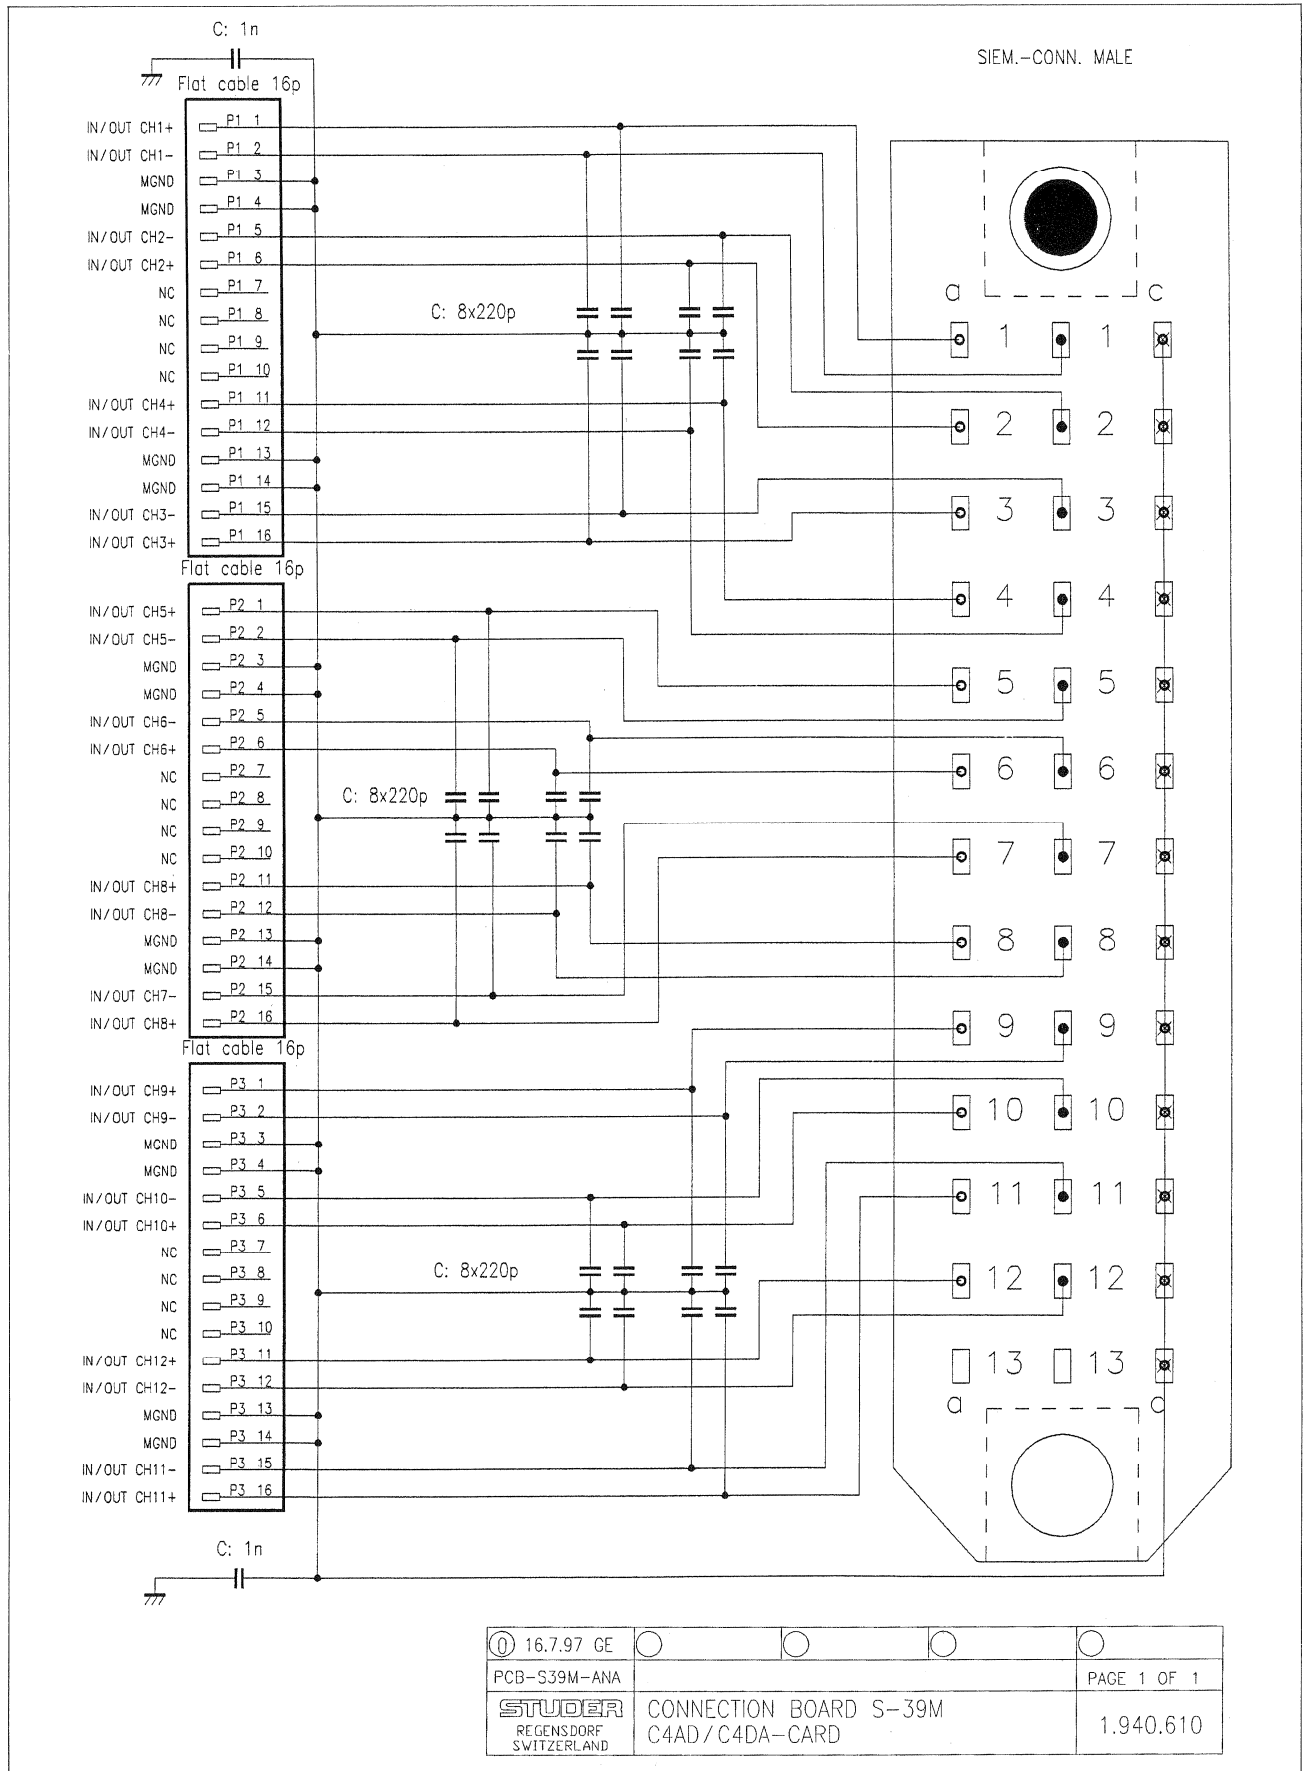 C: 1n
SIEM.-CONN. MALE
Flat cable 16p
IN/OUT CH1+ P1 1
IN/OUT CH1- P1 2
MGND P1 3
MGND P1 4
IN/OUT CH2- P1 5
IN/OUT CH2+ P1 6
NC P1 7
NC P1 8
NC P1 9
NC P1 10
IN/OUT CH4+ P1 11
IN/OUT CH4- P1 12
MGND P1 13
MGND P1 14
IN/OUT CH3- P1 15
IN/OUT CH3+ P1 16
C: 8x220p
Flat cable 16p
IN/OUT CH5+ P2 1
IN/OUT CH5- P2 2
MGND P2 3
MGND P2 4
IN/OUT CH6- P2 5
IN/OUT CH6+ P2 6
NC P2 7
NC P2 8
NC P2 9
NC P2 10
IN/OUT CH8+ P2 11
IN/OUT CH8- P2 12
MGND P2 13
MGND P2 14
IN/OUT CH7- P2 15
IN/OUT CH8+ P2 16
C: 8x220p
Flat cable 16p
IN/OUT CH9+ P3 1
IN/OUT CH9- P3 2
MGND P3 3
MGND P3 4
IN/OUT CH10- P3 5
IN/OUT CH10+ P3 6
NC P3 7
NC P3 8
NC P3 9
NC P3 10
IN/OUT CH12+ P3 11
IN/OUT CH12- P3 12
MGND P3 13
MGND P3 14
IN/OUT CH11- P3 15
IN/OUT CH11+ P3 16
C: 8x220p
C: 1n
a c
1 1
2 2
3 3
4 4
5 5
6 6
7 7
8 8
9 9
10 10
11 11
12 12
13 13
a c
0 16.7.97 GE
PCB-S39M-ANA
PAGE 1 OF 1
STUDER
REGENSDORF
SWITZERLAND
CONNECTION BOARD S-39M
C4AD/C4DA-CARD
1.940.610